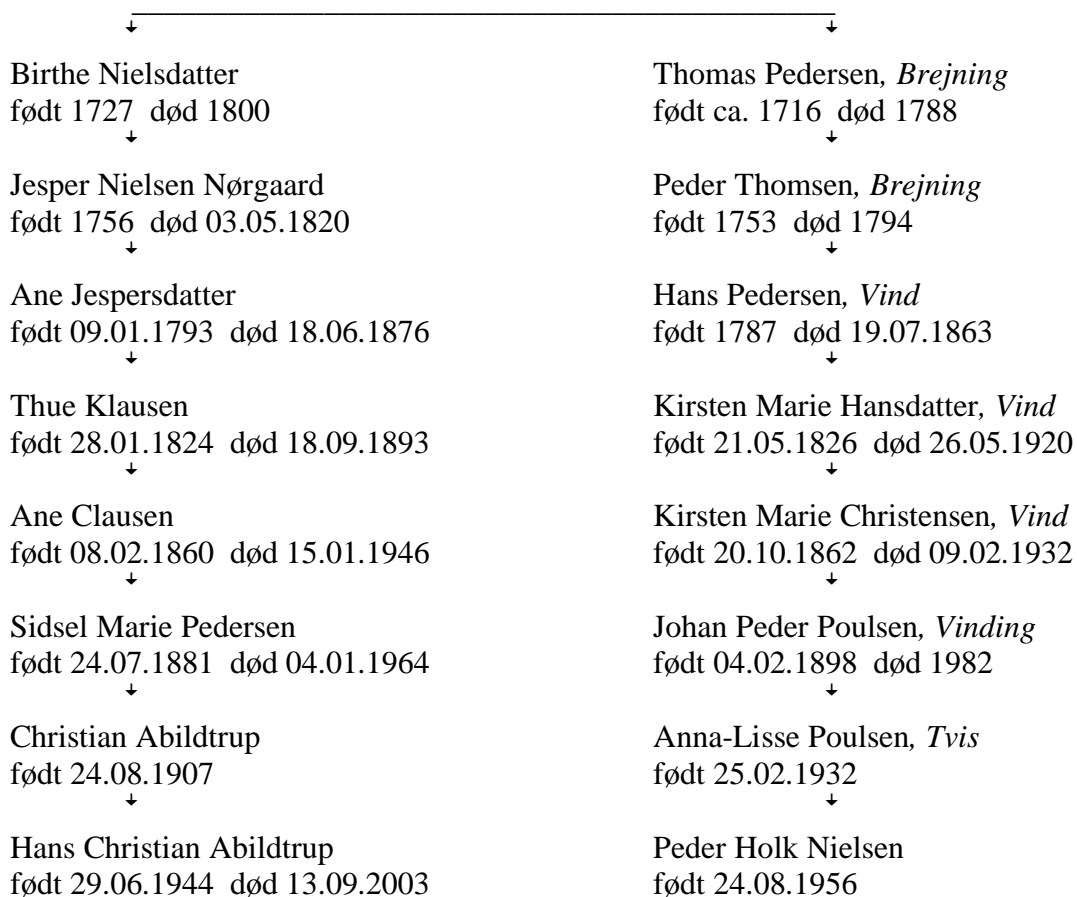 Birthe Nielsdatter
født 1727 død 1800
Jesper Nielsen Nørgaard
født 1756 død 03.05.1820
Ane Jespersdatter
født 09.01.1793 død 18.06.1876
Thue Klausen
født 28.01.1824 død 18.09.1893
Ane Clausen
født 08.02.1860 død 15.01.1946
Sidsel Marie Pedersen
født 24.07.1881 død 04.01.1964
Christian Abildtrup
født 24.08.1907
Hans Christian Abildtrup
født 29.06.1944 død 13.09.2003
Thomas Pedersen, Brejning
født ca. 1716 død 1788
Peder Thomsen, Brejning
født 1753 død 1794
Hans Pedersen, Vind
født 1787 død 19.07.1863
Kirsten Marie Hansdatter, Vind
født 21.05.1826 død 26.05.1920
Kirsten Marie Christensen, Vind
født 20.10.1862 død 09.02.1932
Johan Peder Poulsen, Vinding
født 04.02.1898 død 1982
Anna-Lisse Poulsen, Tvis
født 25.02.1932
Peder Holk Nielsen
født 24.08.1956